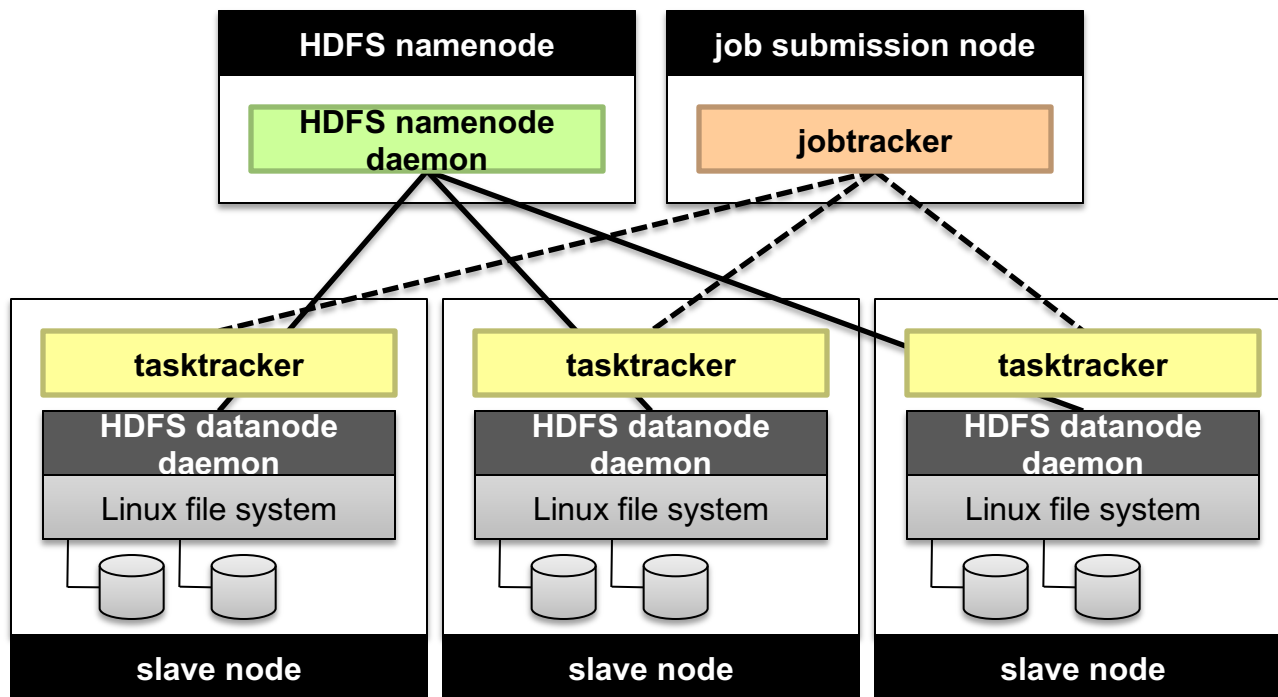 HDFS namenode
job submission node
HDFS namenode
daemon
jobtracker
tasktracker
tasktracker
tasktracker
HDFS datanode
daemon
HDFS datanode
daemon
HDFS datanode
daemon
Linux file system
Linux file system
Linux file system
slave node
slave node
slave node